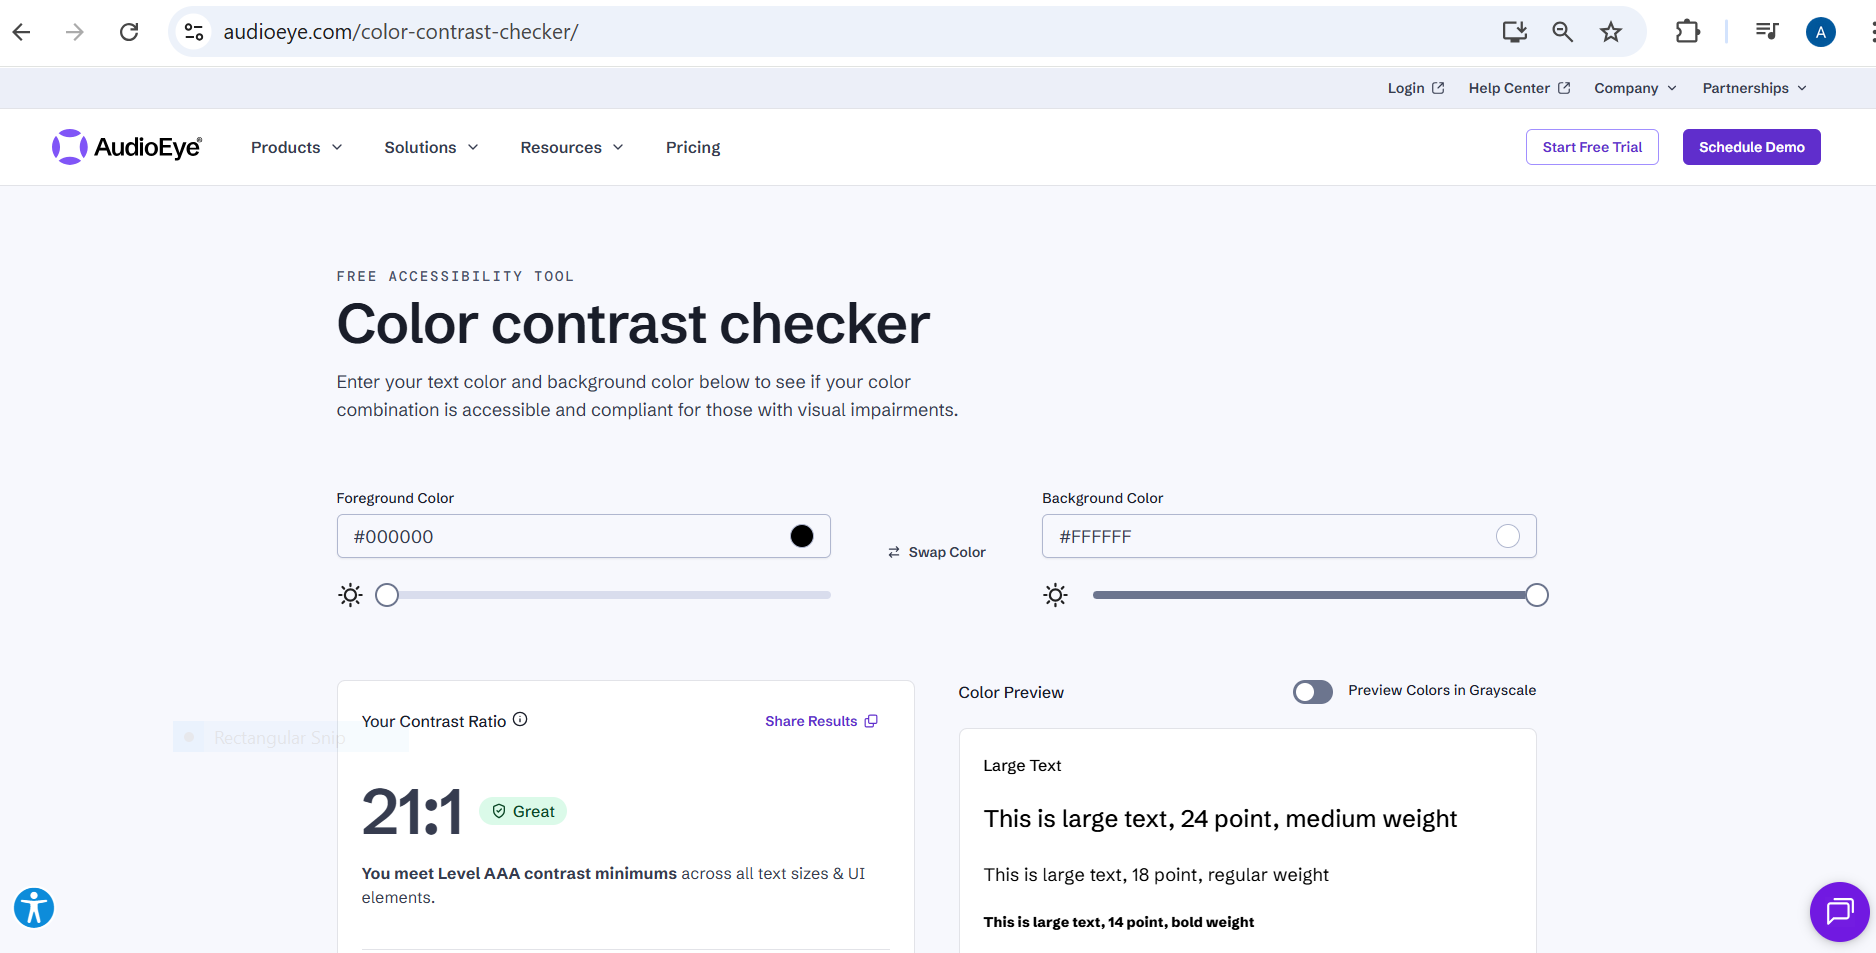 audioeye.com/color-contrast-checker/
A
Login
Help Center
Company
Partnerships
AudioEye®
Products
Solutions
Resources
Pricing
Start Free Trial
Schedule Demo
FREE ACCESSIBILITY TOOL
Color contrast checker
Enter your text color and background color below to see if your color
combination is accessible and compliant for those with visual impairments.
Foreground Color
#000000
Swap Color
Background Color
#FFFFFF
Your Contrast Ratio
Share Results
Rectangular Snip
21:1
Great
You meet Level AAA contrast minimums across all text sizes & UI
elements.
Color Preview
Preview Colors in Grayscale
Large Text
This is large text, 24 point, medium weight
This is large text, 18 point, regular weight
This is large text, 14 point, bold weight